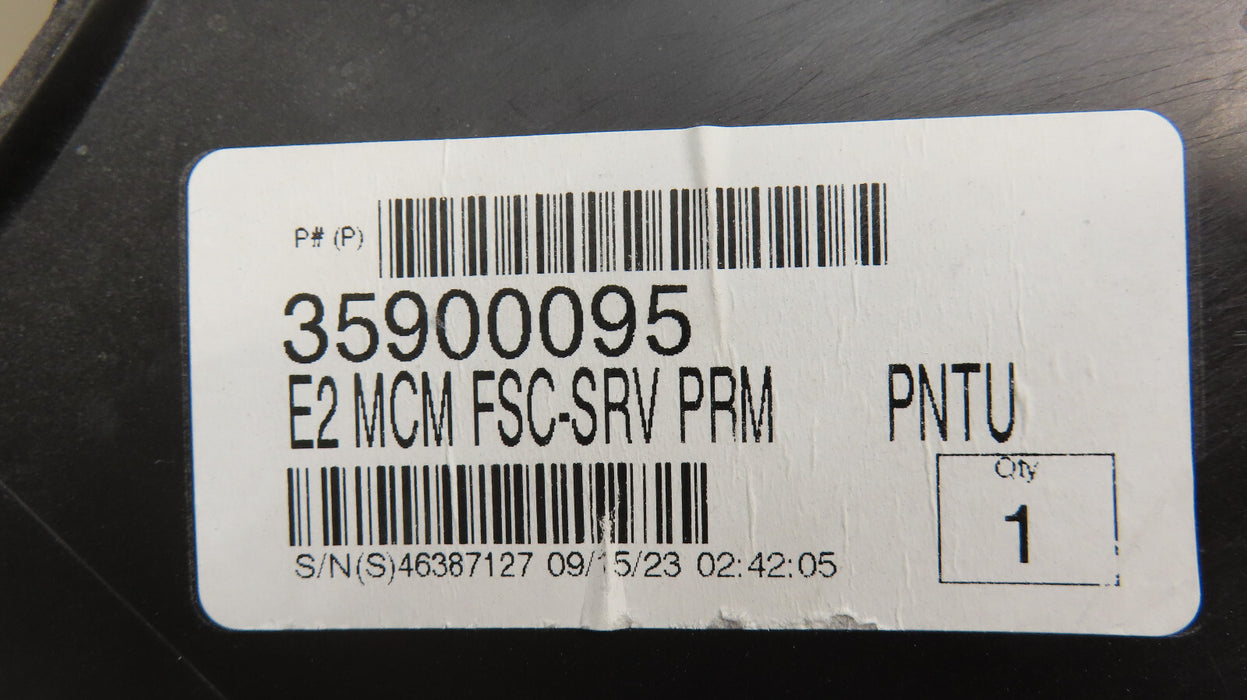 P# (P)
35900095
E2 MCM FSC-SRV PRM PNTU
Qty
1
S/N(S)46387127 09/15/23 02:42:05